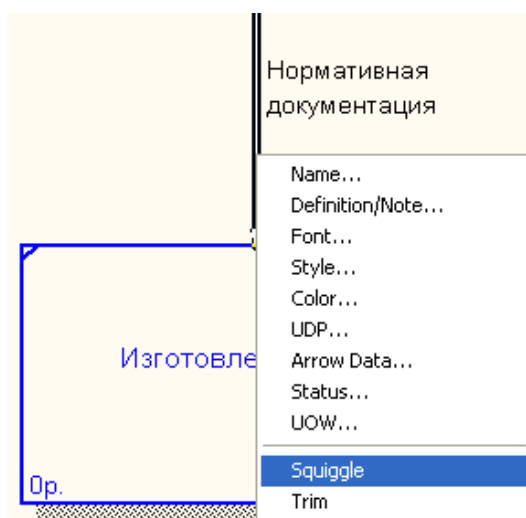 Нормативная
документация
Name...
Definition/Note...
Font...
Style...
Color...
UDP...
Изготовле
Arrow Data...
Status...
UOW...
Squiggle
0р.
Trim